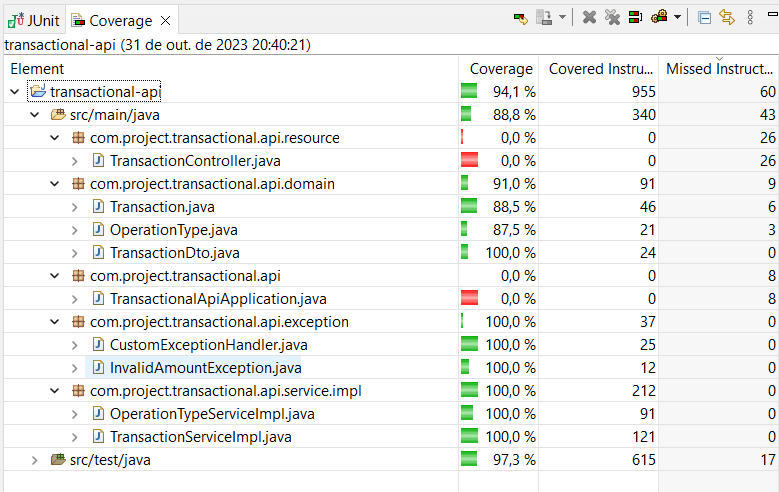 JUnit Coverage
transactional-api (31 de out. de 2023 20:40:21)
Element Coverage Covered Instru... Missed Instruct...
transactional-api 94,1 % 955 60
src/main/java 88,8 % 340 43
com.project.transactional.api.resource 0,0 % 0 26
TransactionController.java 0,0 % 0 26
com.project.transactional.api.domain 91,0 % 91 9
Transaction.java 88,5 % 46 6
OperationType.java 87,5 % 21 3
TransactionDto.java 100,0 % 24 0
com.project.transactional.api 0,0 % 0 8
TransactionalApiApplication.java 0,0 % 0 8
com.project.transactional.api.exception 100,0 % 37 0
CustomExceptionHandler.java 100,0 % 25 0
InvalidAmountException.java 100,0 % 12 0
com.project.transactional.api.service.impl 100,0 % 212 0
OperationTypeServiceImpl.java 100,0 % 91 0
TransactionServiceImpl.java 100,0 % 121 0
src/test/java 97,3 % 615 17